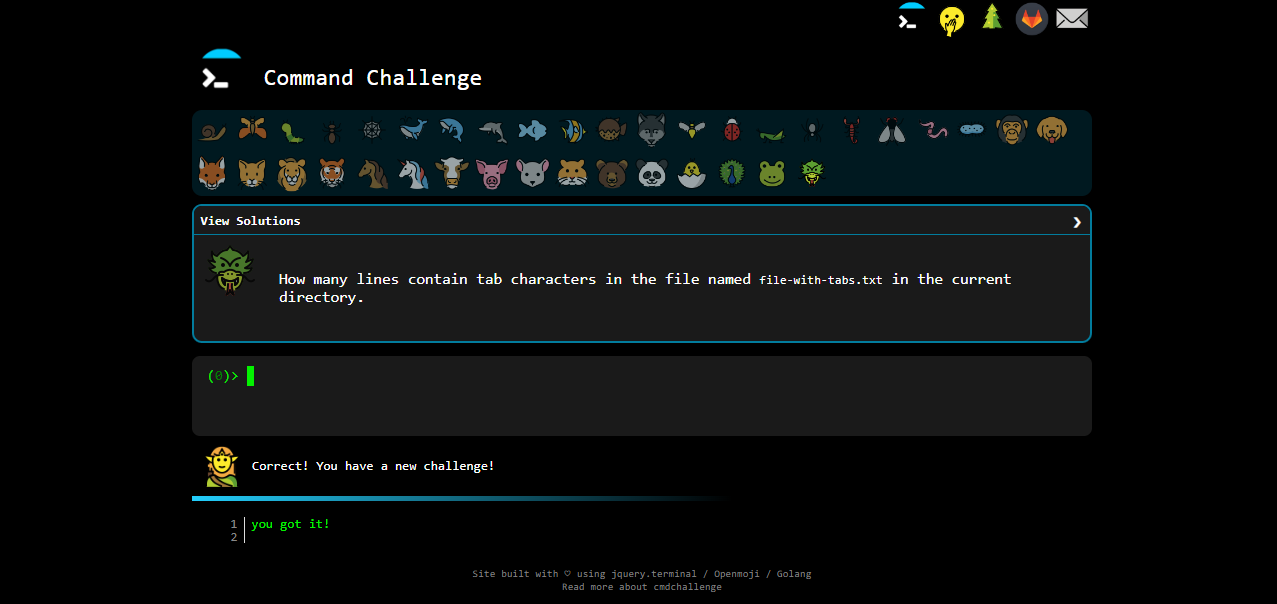 Command Challenge
View Solutions
How many lines contain tab characters in the file named file-with-tabs.txt in the current
directory.
(0)>
Correct! You have a new challenge!
1 you got it!
2
Site built with ♡ using jquery.terminal / Openmoji / Golang
Read more about cmdchallenge